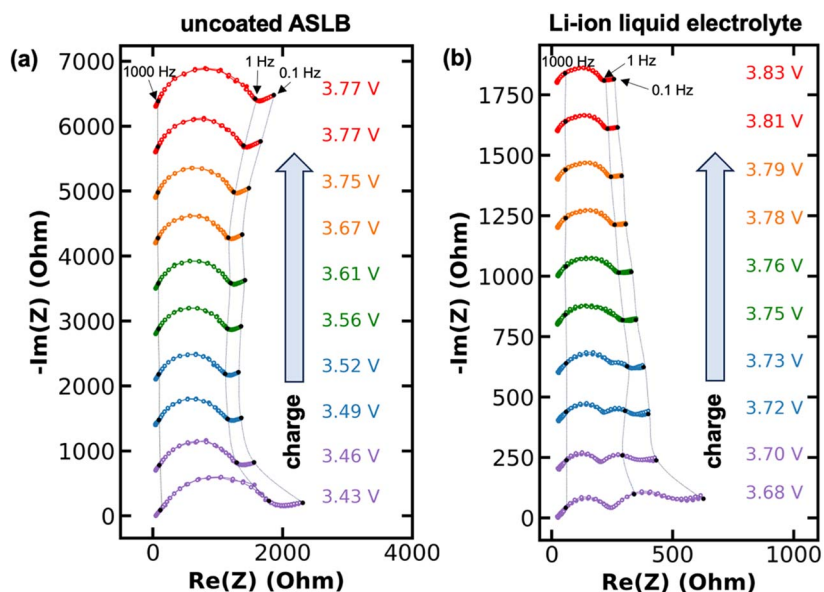 uncoated ASLB
(a)
-Im(Z) (Ohm)
7000
6000
5000
4000
3000
2000
1000
0
1000 Hz
1 Hz
0.1 Hz
3.77 V
3.77 V
3.75 V
3.67 V
3.61 V
3.56 V
3.52 V
3.49 V
3.46 V
3.43 V
charge
0 2000 4000
Re(Z) (Ohm)
Li-ion liquid electrolyte
(b)
-Im(Z) (Ohm)
1750
1500
1250
1000
750
500
250
0
1000 Hz
1 Hz
0.1 Hz
3.83 V
3.81 V
3.79 V
3.78 V
3.76 V
3.75 V
3.73 V
3.72 V
3.70 V
3.68 V
charge
0 500 1000
Re(Z) (Ohm)